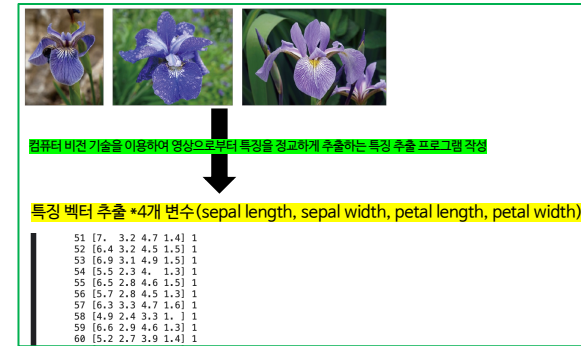 컴퓨터 비전 기술을 이용하여 영상으로부터 특징을 정교하게 추출하는 특징 추출 프로그램 작성
특징 벡터 추출 *4개 변수(sepal length, sepal width, petal length, petal width)
51 [7.  3.2 4.7 1.4] 1
52 [6.4 3.2 4.5 1.5] 1
53 [6.9 3.1 4.9 1.5] 1
54 [5.5 2.3 4.  1.3] 1
55 [6.5 2.8 4.6 1.5] 1
56 [5.7 2.8 4.5 1.3] 1
57 [6.3 3.3 4.7 1.6] 1
58 [4.9 2.4 3.3 1. ] 1
59 [6.6 2.9 4.6 1.3] 1
60 [5.2 2.7 3.9 1.4] 1